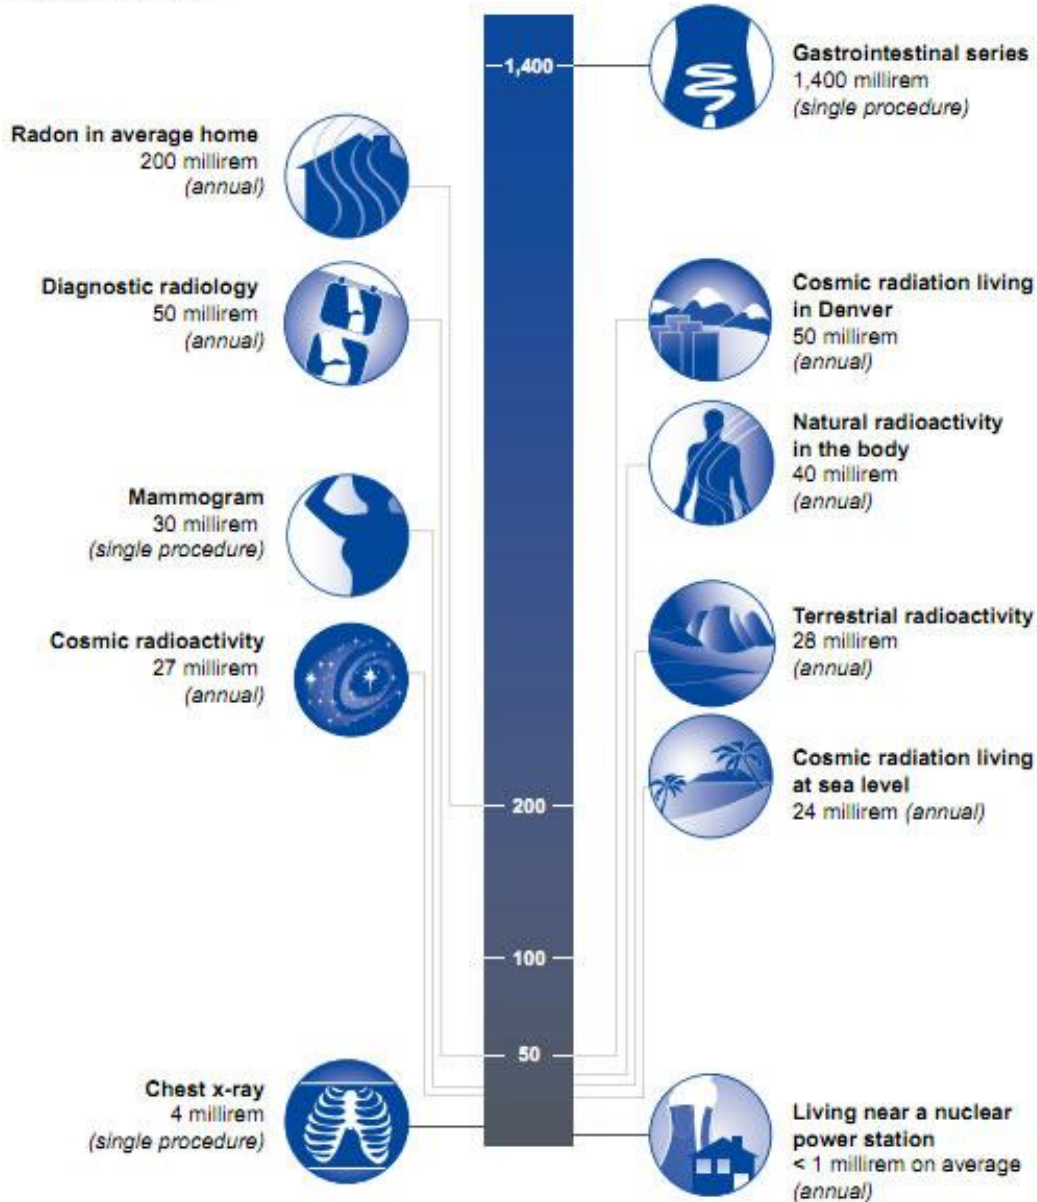 1,400
Gastrointestinal series
1,400 millirem
(single procedure)
Radon in average home
200 millirem
(annual)
Diagnostic radiology
50 millirem
(annual)
Cosmic radiation living
in Denver
50 millirem
(annual)
Natural radioactivity
in the body
40 millirem
(annual)
Mammogram
30 millirem
(single procedure)
Cosmic radioactivity
27 millirem
(annual)
Terrestrial radioactivity
28 millirem
(annual)
Cosmic radiation living
at sea level
24 millirem (annual)
200
100
50
Chest x-ray
4 millirem
(single procedure)
Living near a nuclear
power station
< 1 millirem on average
(annual)